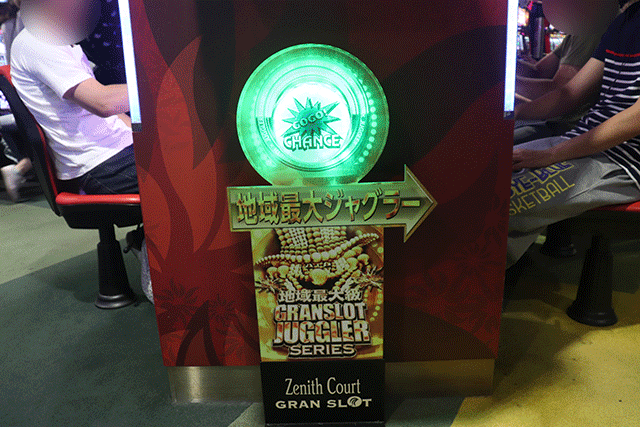 GOGO!
CHANCE
地域最大ジャグラー
地域最大級
GRANSLOT
JUGGLER
SERIES
Zenith Court
GRAN SLOT
BASKETBALL